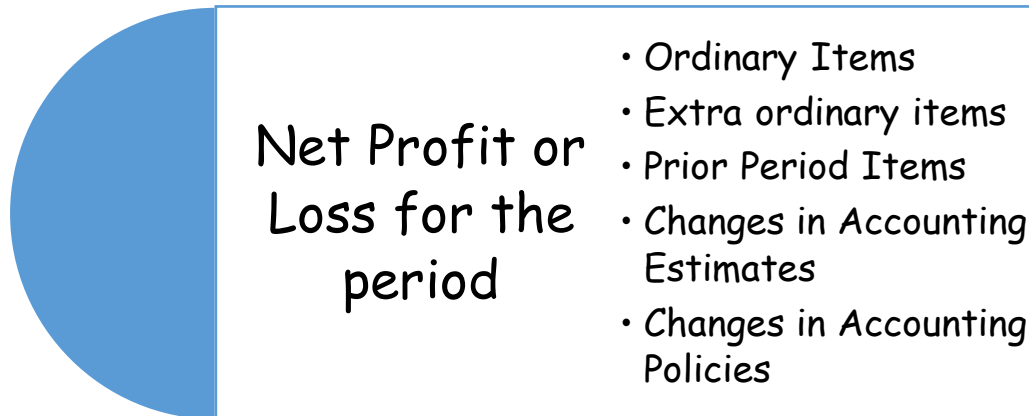 Net Profit or
Loss for the
period
• Ordinary Items
• Extra ordinary items
• Prior Period Items
• Changes in Accounting
Estimates
• Changes in Accounting
Policies